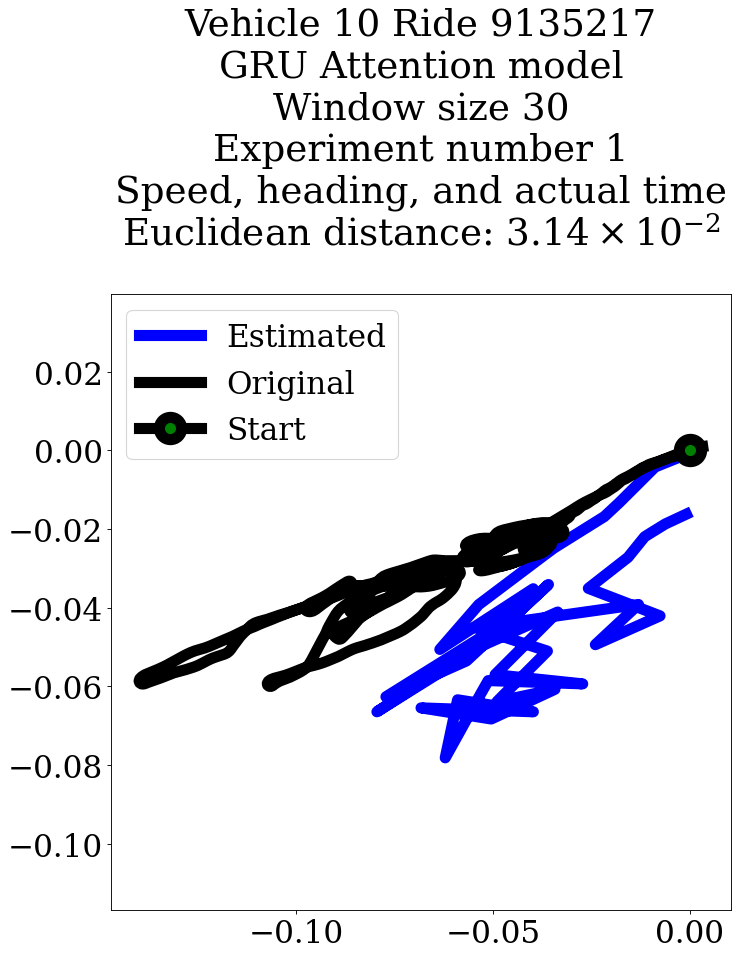 Vehicle 10 Ride 9135217
GRU Attention model
Window size 30
Experiment number 1
Speed, heading, and actual time
Euclidean distance: 3.14 × 10⁻²
Estimated
Original
Start
0.02
0.00
−0.02
−0.04
−0.06
−0.08
−0.10
−0.10
−0.05
0.00